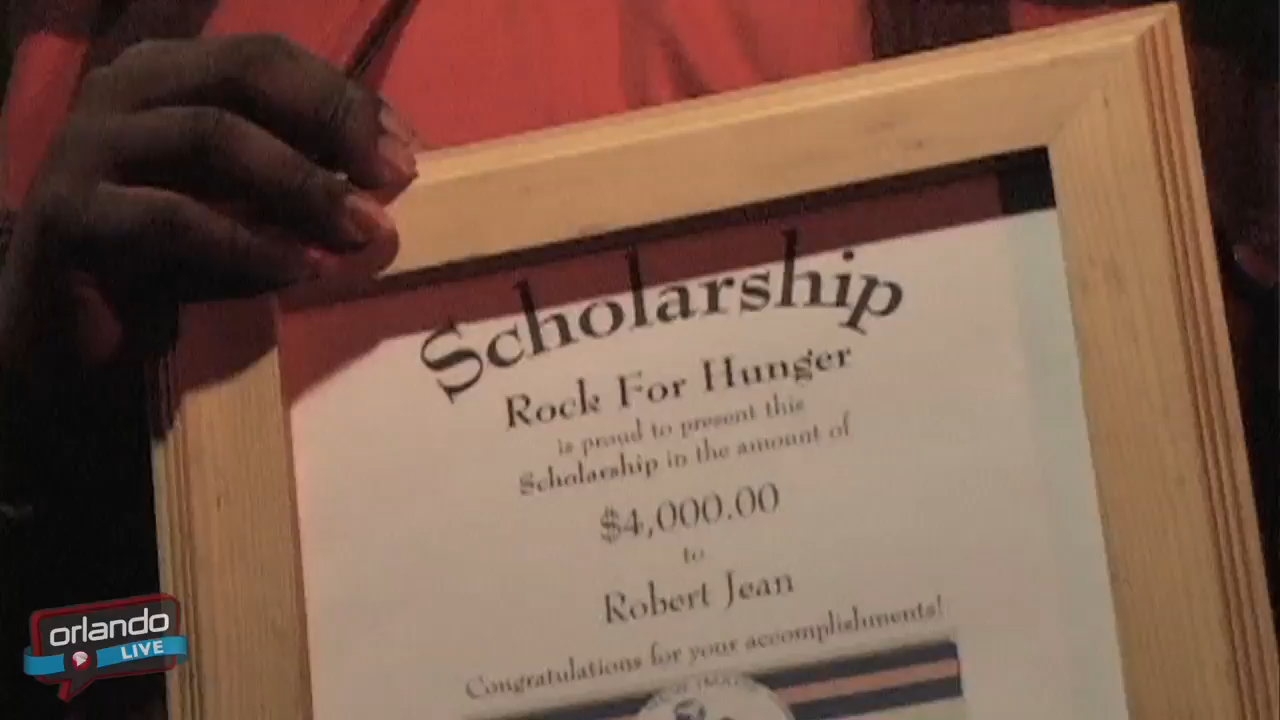 Scholarship
Rock For Hunger
is proud to present this
Scholarship in the amount of
$4,000.00
to
Robert Jean
Congratulations for your accomplishments!
orlando
LIVE